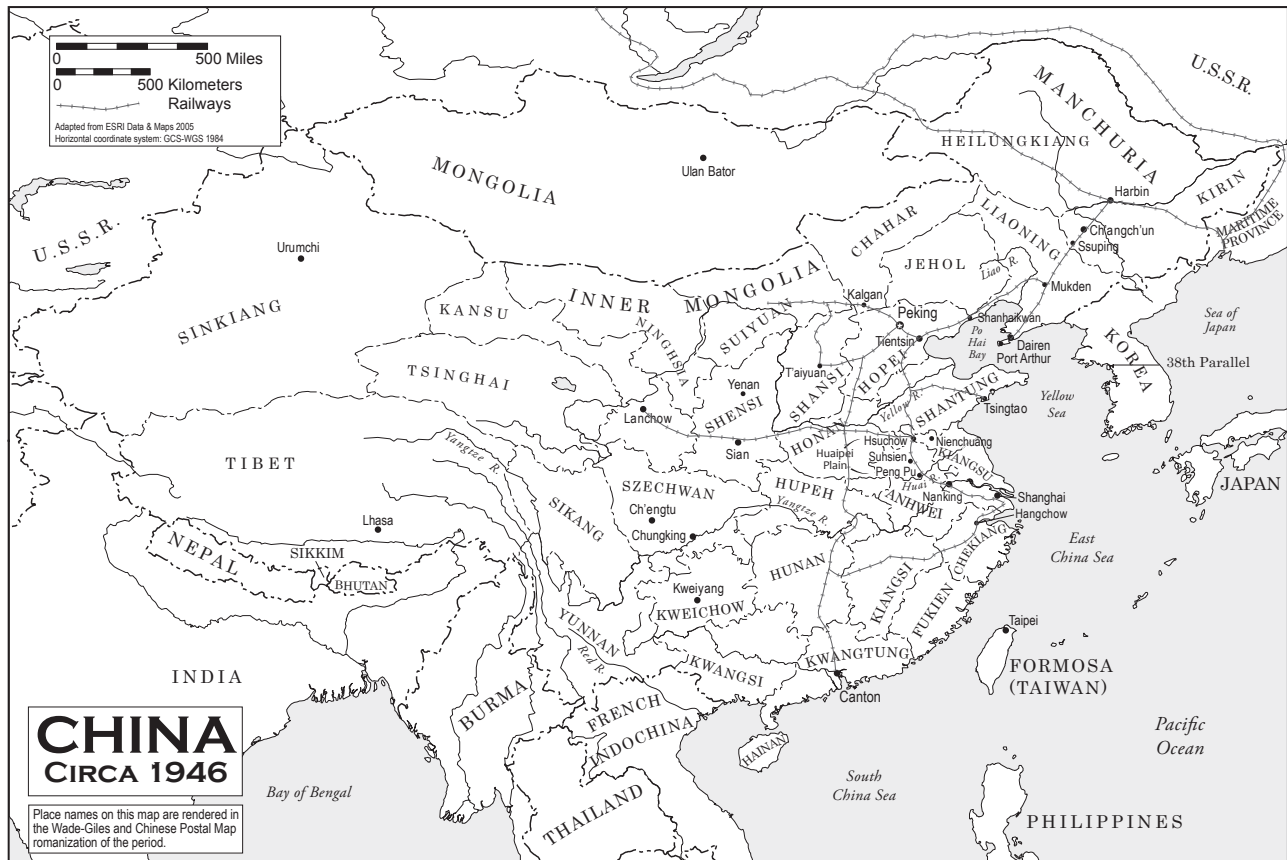 0 500 Miles
0 500 Kilometers
Railways
Adapted from ESRI Data & Maps 2005
Horizontal coordinate system: GCS-WGS 1984
U.S.S.R.
MANCHURIA
HEILUNGKIANG
MONGOLIA
Ulan Bator
Harbin
KIRIN
U.S.S.R.
CHAHAR
LIAONING
Ch'angch'un
Ssuping
MARITIME
PROVINCE
Urumchi
JEHOL
Liao R.
Mukden
INNER MONGOLIA
KANSU
Kalgan
SINKIANG
NINGHSIA
SUIYUAN
Peking
Shanhaikwan
Sea of
Japan
Tientsin
Po
Hai
Bay
Dairen
Port Arthur
KOREA
38th Parallel
TSINGHAI
T'aiyuan
HOPEI
SHANSI
Yenan
SHENSI
Yellow R.
SHANTUNG
Tsingtao
Yellow
Sea
Lanchow
Sian
HONAN
Hsuchow
Nienchuang
Yangtze R.
Huaipei
Plain
Suhsien
KIANGSU
TIBET
Peng Pu
Huai R.
JAPAN
SZECHWAN
HUPEH
Nanking
ANHWEI
Shanghai
Hangchow
Ch'engtu
Yangtze R.
SIKANG
Chungking
Lhasa
CHEKIANG
East
China Sea
NEPAL
SIKKIM
BHUTAN
HUNAN
KIANGSI
Kweiyang
KWEICHOW
FUKIEN
YUNNAN
Taipei
Red R.
KWANGSI
KWANGTUNG
FORMOSA
(TAIWAN)
INDIA
Canton
BURMA
FRENCH
INDOCHINA
HAINAN
Pacific
Ocean
CHINA
CIRCA 1946
Bay of Bengal
South
China Sea
THAILAND
PHILIPPINES
Place names on this map are rendered in
the Wade-Giles and Chinese Postal Map
romanization of the period.